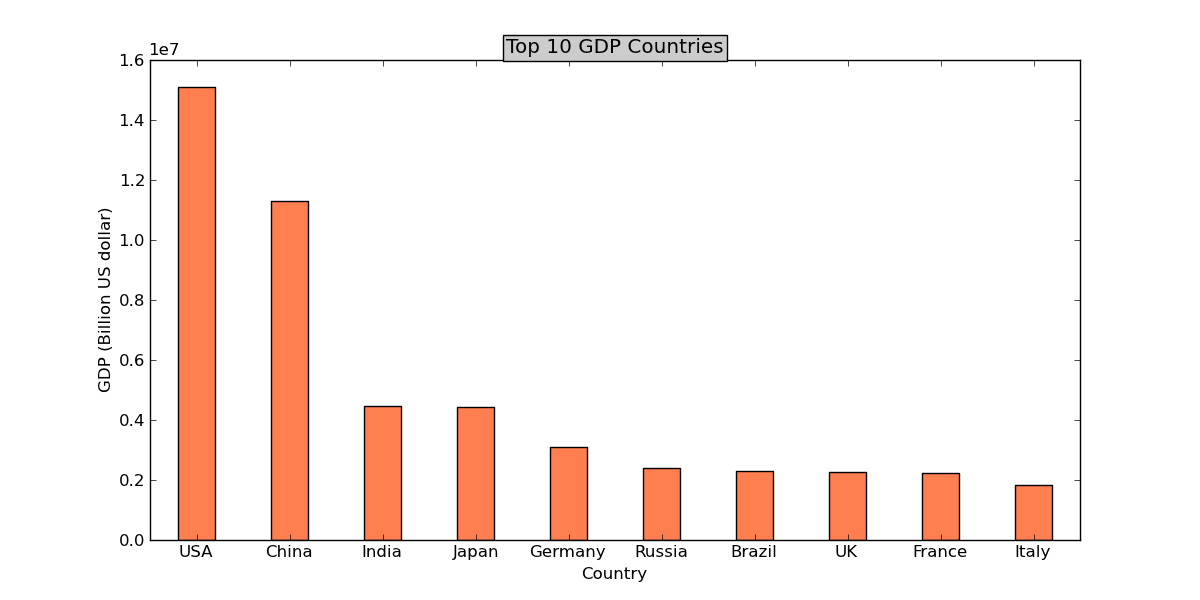 Top 10 GDP Countries
1e7
1.6
1.4
1.2
1.0
0.8
0.6
0.4
0.2
0.0
GDP (Billion US dollar)
USA China India Japan Germany Russia Brazil UK France Italy
Country